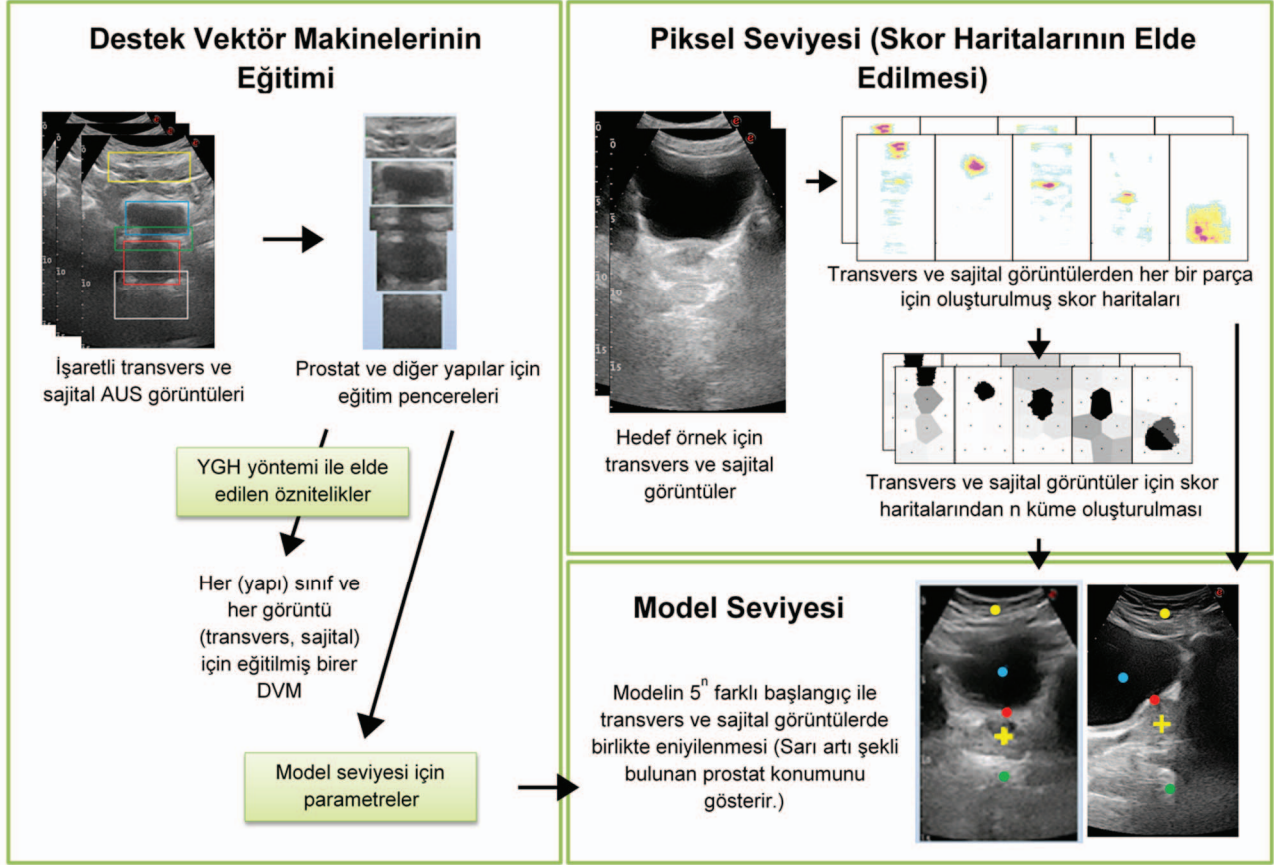 Destek Vektör Makinelerinin
Eğitimi
İşaretli transvers ve
sajital AUS görüntüleri
Prostat ve diğer yapılar için
eğitim pencereleri
YGH yöntemi ile elde
edilen öznitelikler
Her (yapı) sınıf ve
her görüntü
(transvers, sajital)
için eğitilmiş birer
DVM
Model seviyesi için
parametreler
Piksel Seviyesi (Skor Haritalarının Elde
Edilmesi)
Hedef örnek için
transvers ve sajital
görüntüler
Transvers ve sajital görüntülerden her bir parça
için oluşturulmuş skor haritaları
Transvers ve sajital görüntüler için skor
haritalarından n küme oluşturulması
Model Seviyesi
Modelin 5ⁿ farklı başlangıç ile
transvers ve sajital görüntülerde
birlikte eniyilenmesi (Sarı artı şekli
bulunan prostat konumunu
gösterir.)